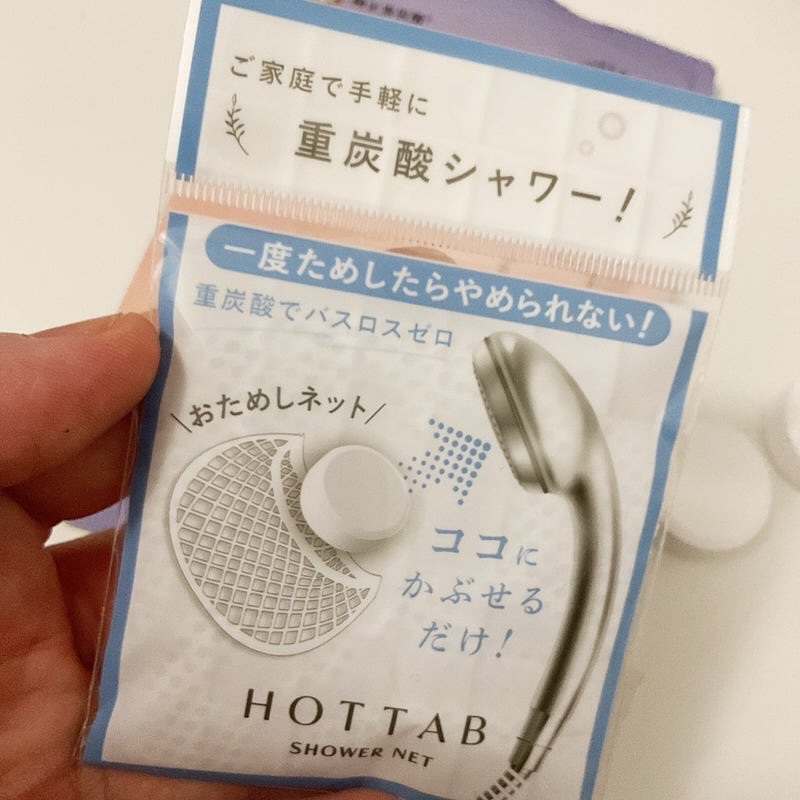 ご家庭で手軽に
重炭酸シャワー!
一度ためしたらやめられない!
重炭酸でバスロスゼロ
\おためしネット/
ココに
かぶせる
だけ!
HOTTAB
SHOWER NET